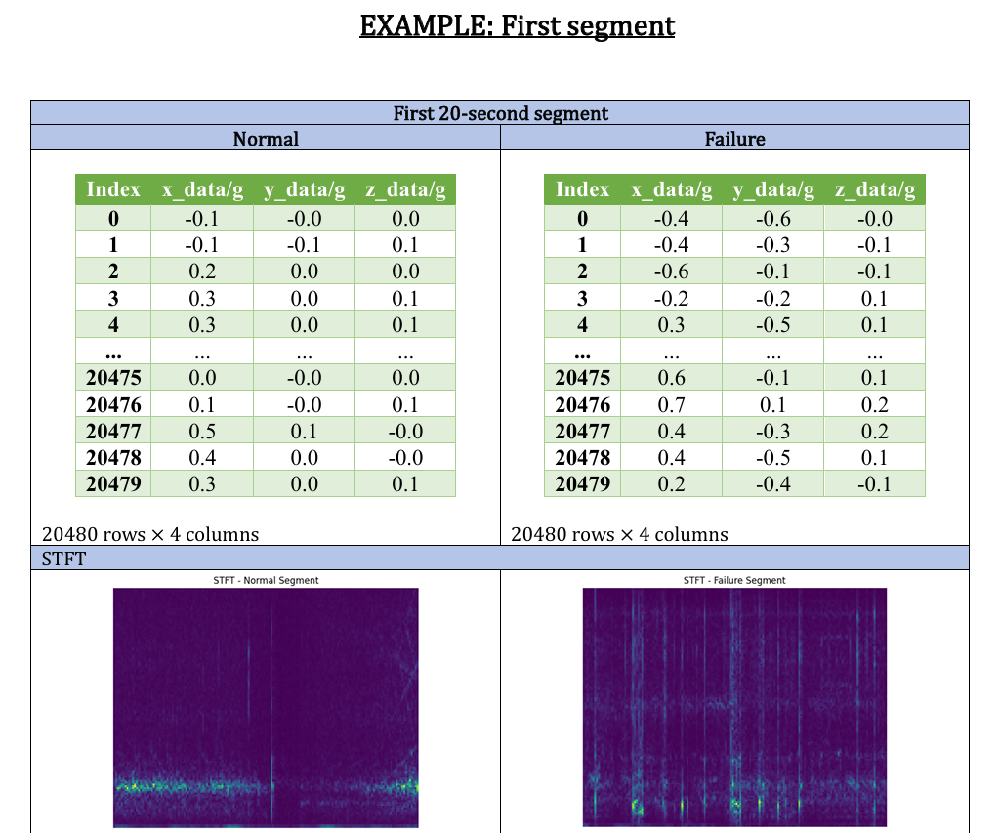 EXAMPLE: First segment
First 20-second segment
Normal Failure
Index x_data/g y_data/g z_data/g
0 -0.1 -0.0 0.0
1 -0.1 -0.1 0.1
2 0.2 0.0 0.0
3 0.3 0.0 0.1
4 0.3 0.0 0.1
... ... ... ...
20475 0.0 -0.0 0.0
20476 0.1 -0.0 0.1
20477 0.5 0.1 -0.0
20478 0.4 0.0 -0.0
20479 0.3 0.0 0.1
20480 rows × 4 columns
Index x_data/g y_data/g z_data/g
0 -0.4 -0.6 -0.0
1 -0.4 -0.3 -0.1
2 -0.6 -0.1 -0.1
3 -0.2 -0.2 0.1
4 0.3 -0.5 0.1
... ... ... ...
20475 0.6 -0.1 0.1
20476 0.7 0.1 0.2
20477 0.4 -0.3 0.2
20478 0.4 -0.5 0.1
20479 0.2 -0.4 -0.1
20480 rows × 4 columns
STFT
STFT - Normal Segment
STFT - Failure Segment